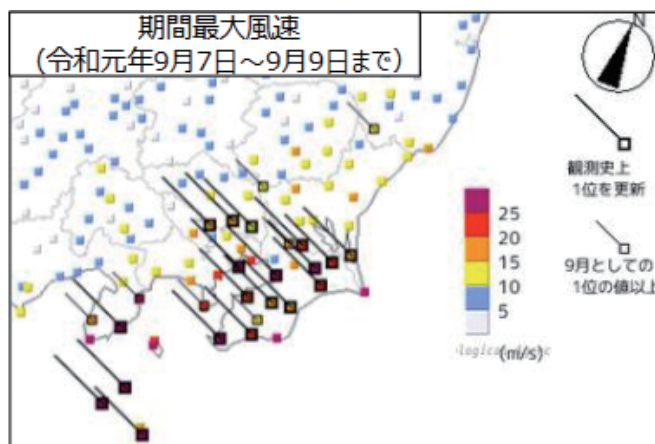 期間最大風速
(令和元年9月7日～9月9日まで)
N
観測史上
1位を更新
25
20
15
10
5
(m/s)
9月としての
1位の値以上